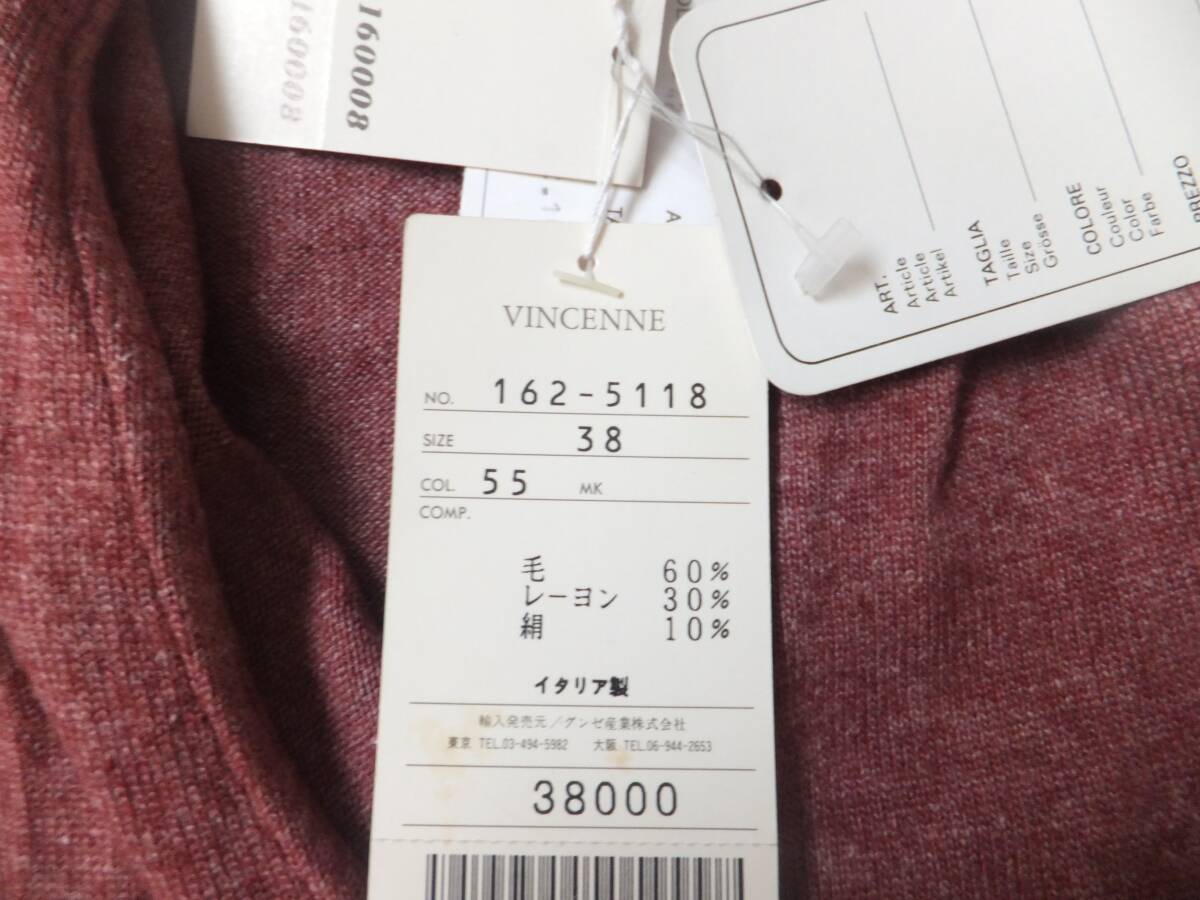 160008
160008
VINCENNE
NO. 162-5118
SIZE 38
COL. 55 MK
COMP.
毛 60%
レーヨン 30%
絹 10%
イタリア製
輸入発売元/グンゼ産業株式会社
東京 TEL.03-494-5982 大阪 TEL.06-944-2653
38000
ART.
Article
Article
Artikel
TAGLIA
Taille
Size
Grösse
COLORE
Couleur
Color
Farbe
PREZZO